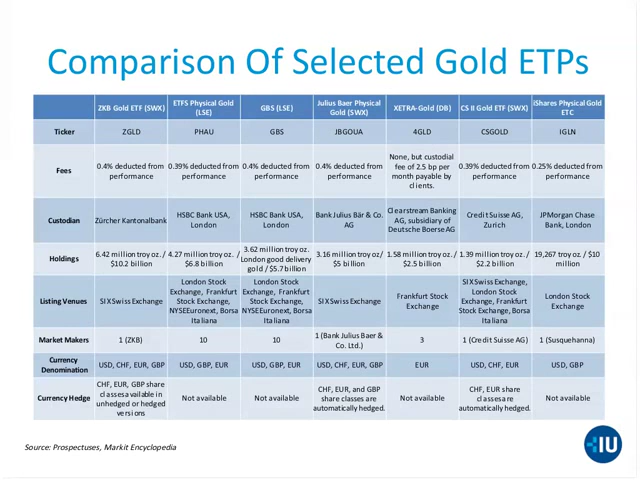 Comparison Of Selected Gold ETPs
ZKB Gold ETF (SWX) ETFS Physical Gold (LSE) GBS (LSE) Julius Baer Physical Gold (SWX) XETRA-Gold (DB) CS II Gold ETF (SWX) iShares Physical Gold ETC
Ticker ZGLD PHAU GBS JBGOUA 4GLD CSGOLD IGLN
Fees 0.4% deducted from performance 0.39% deducted from performance 0.4% deducted from performance 0.4% deducted from performance None, but custodial fee of 2.5 bp per month payable by clients. 0.39% deducted from performance 0.25% deducted from performance
Custodian Zürcher Kantonalbank HSBC Bank USA, London HSBC Bank USA, London Bank Julius Bär & Co. AG Clearstream Banking AG, subsidiary of Deutsche Boerse AG Credit Suisse AG, Zurich JPMorgan Chase Bank, London
Holdings 6.42 million troy oz. / $10.2 billion 4.27 million troy oz. / $6.8 billion 3.62 million troy oz. London good delivery gold / $5.7 billion 3.16 million troy oz/ $5 billion 1.58 million troy oz. / $2.5 billion 1.39 million troy oz. / $2.2 billion 19,267 troy oz. / $10 million
Listing Venues SIX Swiss Exchange London Stock Exchange, Frankfurt Stock Exchange, NYSEEuronext, Borsa Italiana London Stock Exchange, Frankfurt Stock Exchange, NYSEEuronext, Borsa Italiana SIX Swiss Exchange Frankfurt Stock Exchange SIX Swiss Exchange, London Stock Exchange, Frankfurt Stock Exchange, Borsa Italiana London Stock Exchange
Market Makers 1 (ZKB) 10 10 1 (Bank Julius Baer & Co. Ltd.) 3 1 (Credit Suisse AG) 1 (Susquehanna)
Currency Denomination USD, CHF, EUR, GBP USD, GBP, EUR USD, GBP, EUR USD, CHF, EUR, GBP EUR USD, CHF, EUR USD, GBP
Currency Hedge CHF, EUR, GBP share classes available in unhedged or hedged versions Not available Not available CHF, EUR, and GBP share classes are automatically hedged. Not available CHF, EUR share classes are automatically hedged. Not available
Source: Prospectuses, Markit Encyclopedia
IU